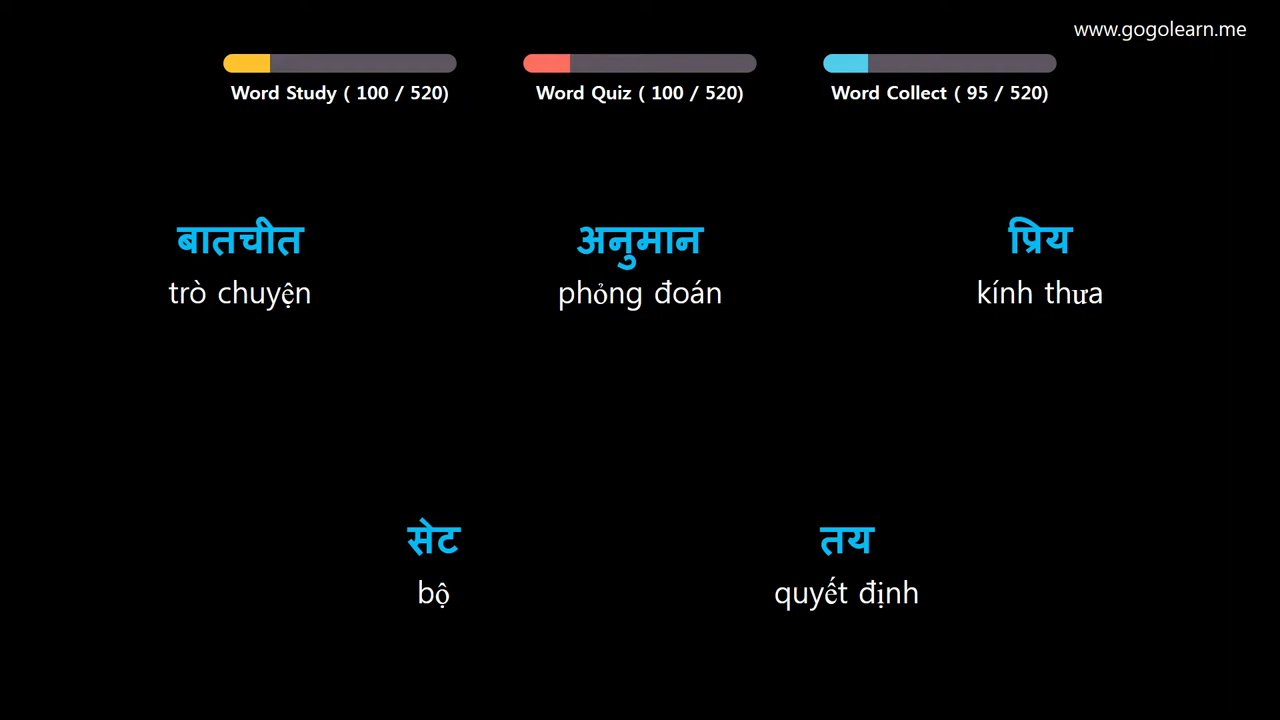 www.gogolearn.me
Word Study ( 100 / 520)
Word Quiz ( 100 / 520)
Word Collect ( 95 / 520)
बातचीत
trò chuyện
अनुमान
phỏng đoán
प्रिय
kính thưa
सेट
bộ
तय
quyết định